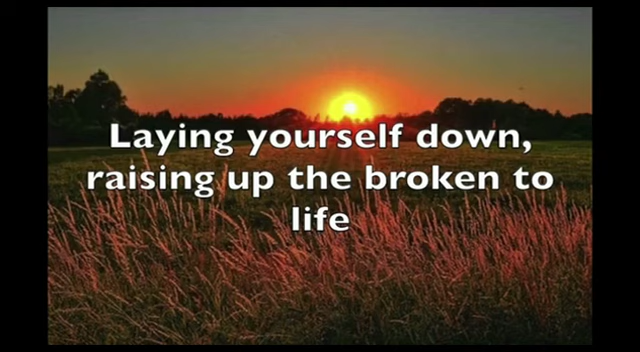 Laying yourself down,
raising up the broken to
life